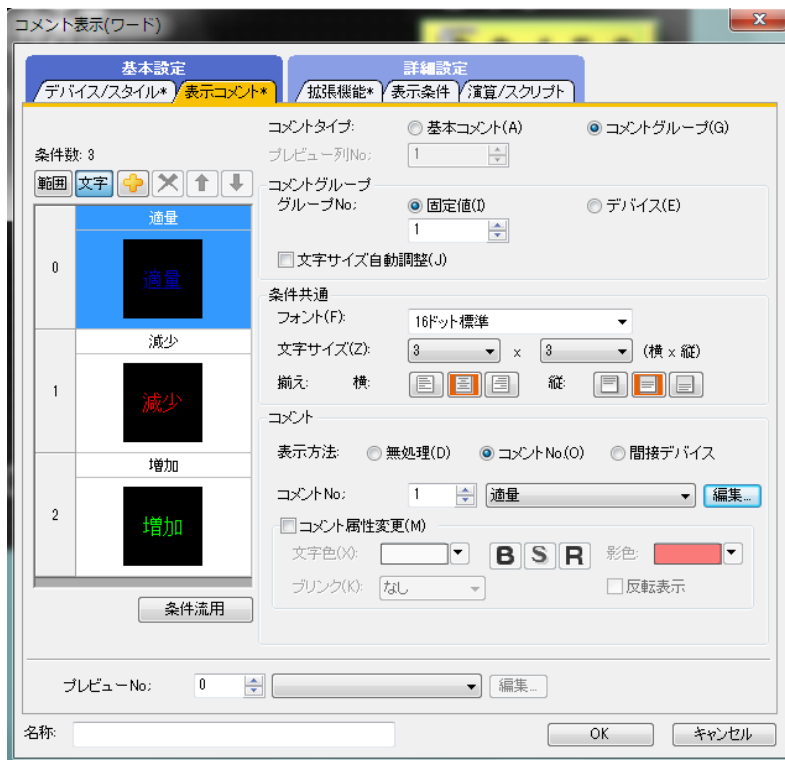 コメント表示(ワード)
基本設定
詳細設定
デバイス/スタイル* 表示コメント* 拡張機能* 表示条件 演算/スクリプト
コメントタイプ: 基本コメント(A) コメントグループ(G)
条件数: 3
プレビュー列No.: 1
範囲 文字
コメントグループ
グループNo.: 固定値(I) デバイス(E)
1
文字サイズ自動調整(J)
0
適量
適量
1
減少
減少
2
増加
増加
条件流用
条件共通
フォント(F): 16ドット標準
文字サイズ(Z): 3 x 3 (横 x 縦)
揃え: 横: 縦:
コメント
表示方法: 無処理(D) コメントNo.(O) 間接デバイス
コメントNo.: 1 適量 編集...
コメント属性変更(M)
文字色(X): B S R 影色:
ブリンク(K): なし 反転表示
プレビューNo.: 0 編集...
名称:
OK キャンセル